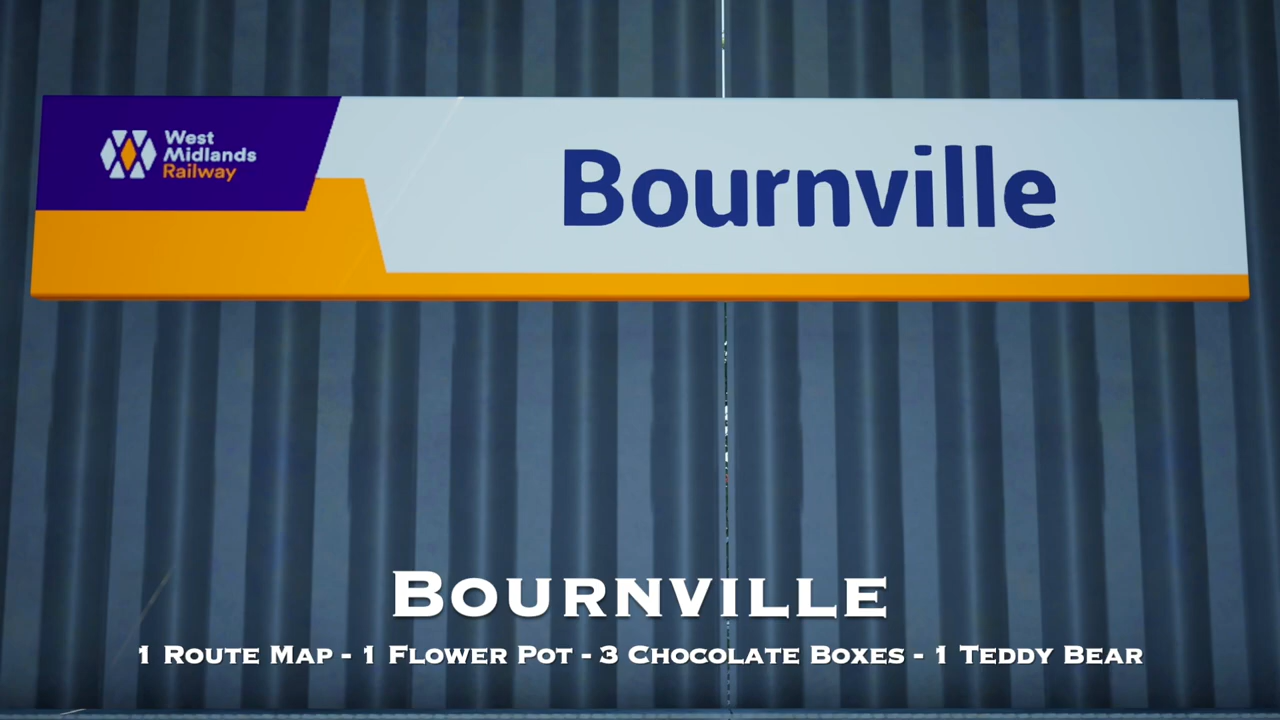 West
Midlands
Railway
Bournville
BOURNVILLE
1 ROUTE MAP - 1 FLOWER POT - 3 CHOCOLATE BOXES - 1 TEDDY BEAR